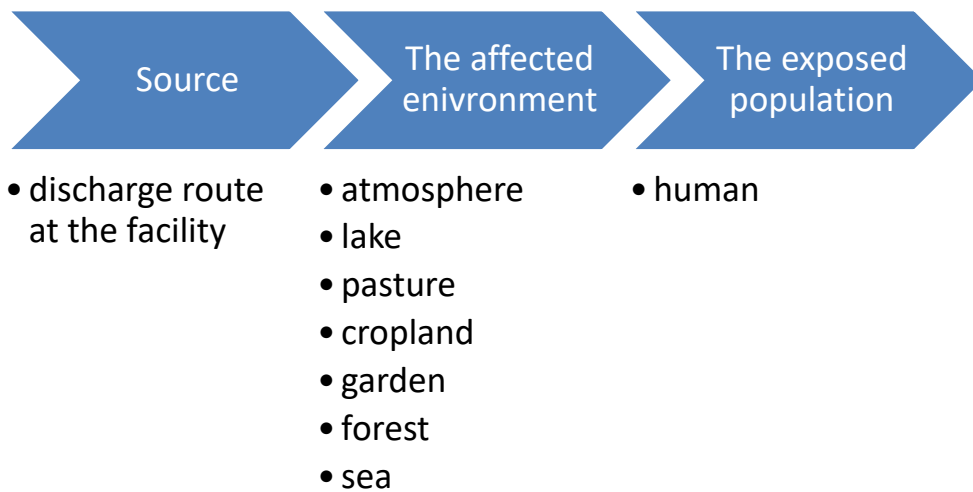 Source
The affected
enivronment
The exposed
population
• discharge route
at the facility
• atmosphere
• lake
• pasture
• cropland
• garden
• forest
• sea
• human